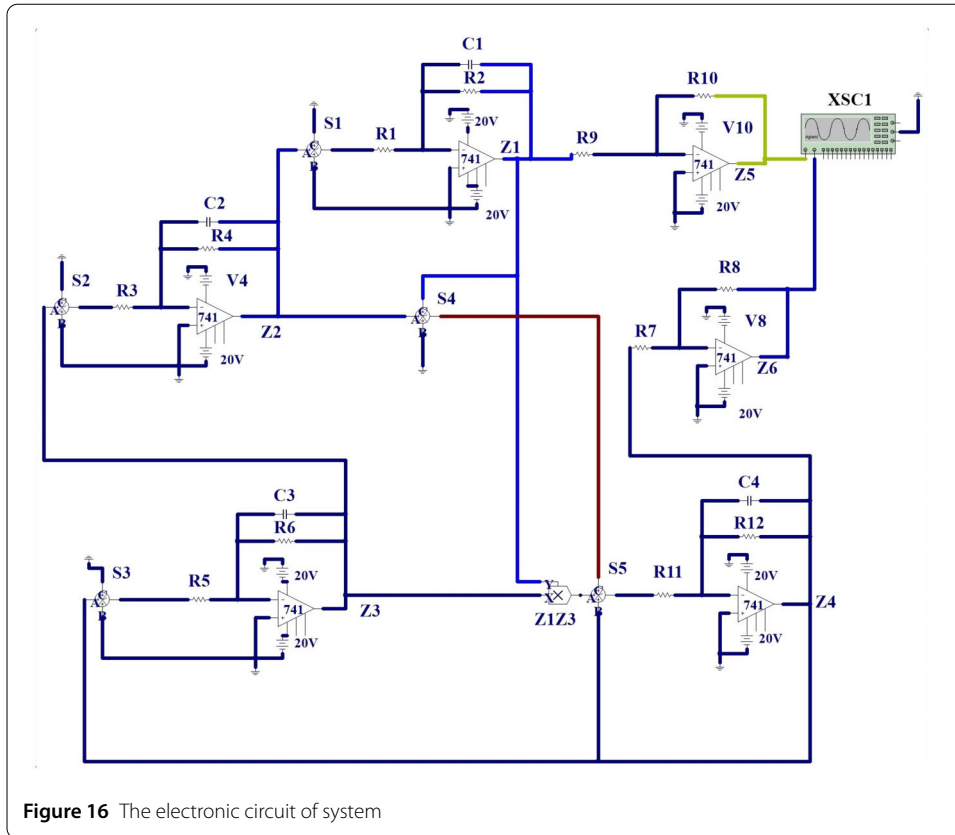 C1
R2
R10
XSC1
S1
R1
20V
Z1
R9
V10
741
741
Z5
20V
20V
C2
R4
S2
R3
V4
S4
R8
V8
R7
741
Z2
741
Z6
20V
20V
C3
R6
C4
R12
S3
R5
20V
S5
R11
20V
741
Z3
Z1Z3
741
Z4
20V
20V
A C B
A C B
A C B
A C B
A C B
Y
X
Figure 16 The electronic circuit of system